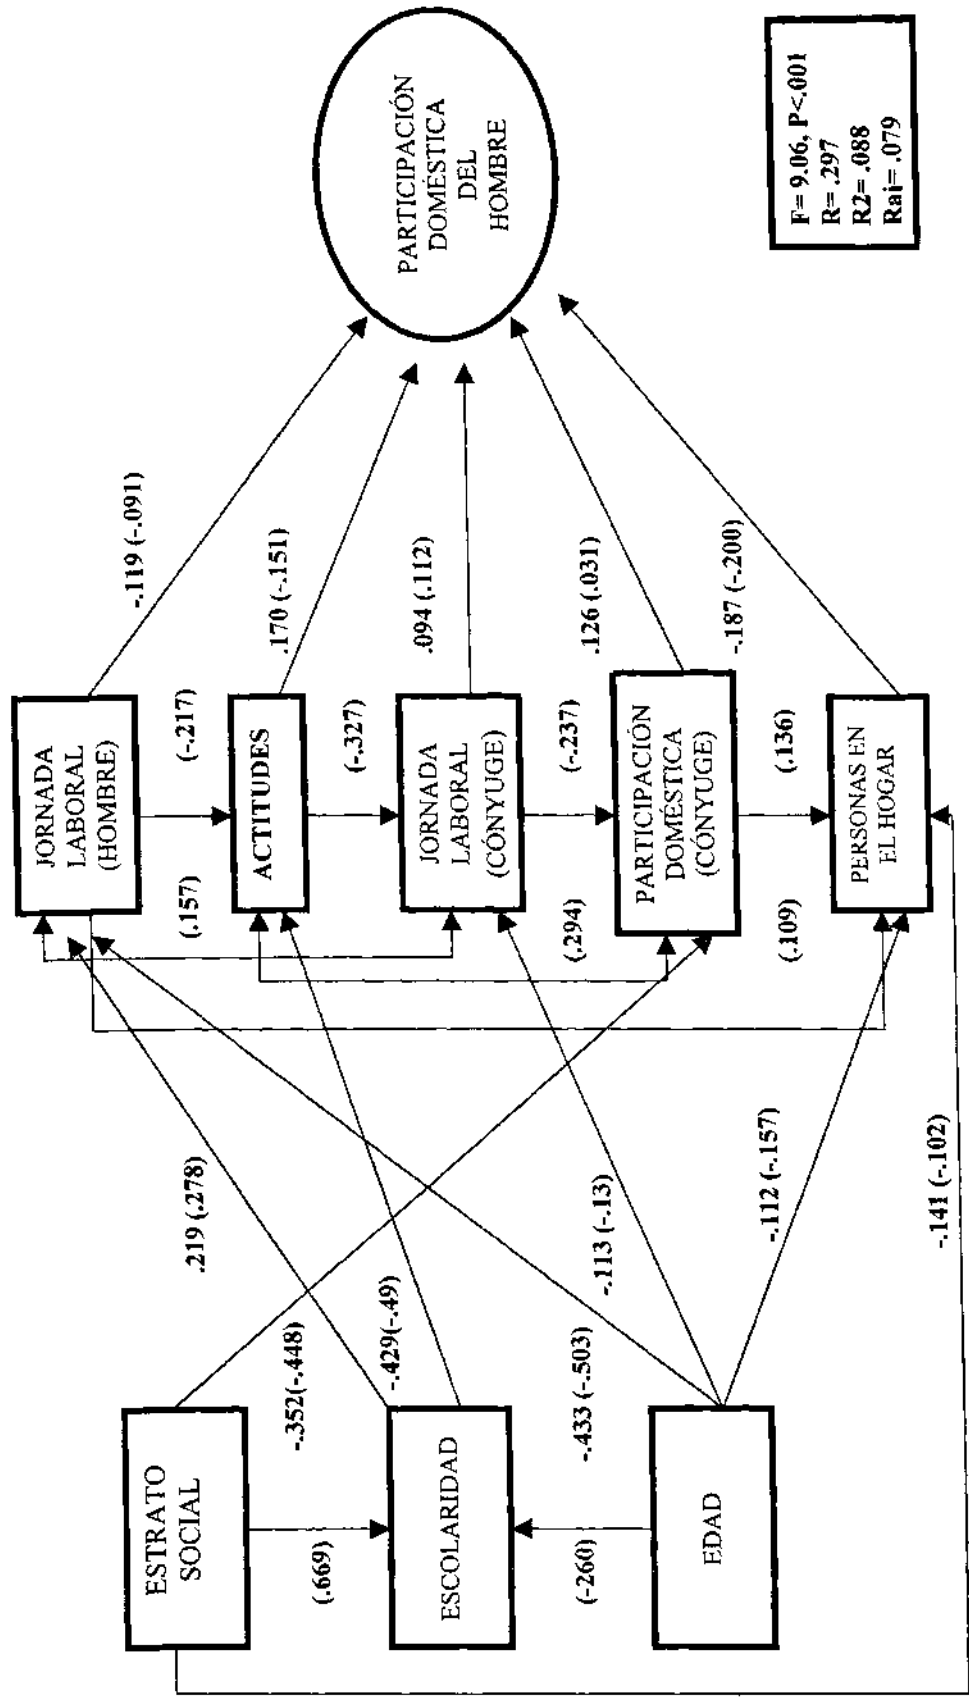 ESTRATO
SOCIAL
(.669)
ESCOLARIDAD
(-260)
EDAD
.219 (.278)
-.352(-.448)
-.429(-.49)
-.433 (-.503)
-.113 (-.13)
-.112 (-.157)
-.141 (-.102)
JORNADA
LABORAL
(HOMBRE)
(.157)
(-.217)
ACTITUDES
(-.327)
JORNADA
LABORAL
(CÓNYUGE)
(.294)
(-.237)
PARTICIPACIÓN
DOMÉSTICA
(CÓNYUGE)
(.109)
(.136)
PERSONAS EN
EL HOGAR
-.119 (-.091)
.170 (-.151)
.094 (.112)
.126 (.031)
-.187 (-.200)
PARTICIPACIÓN
DOMÉSTICA
DEL
HOMBRE
F= 9.06, P<.001
R= .297
R2= .088
Rai= .079